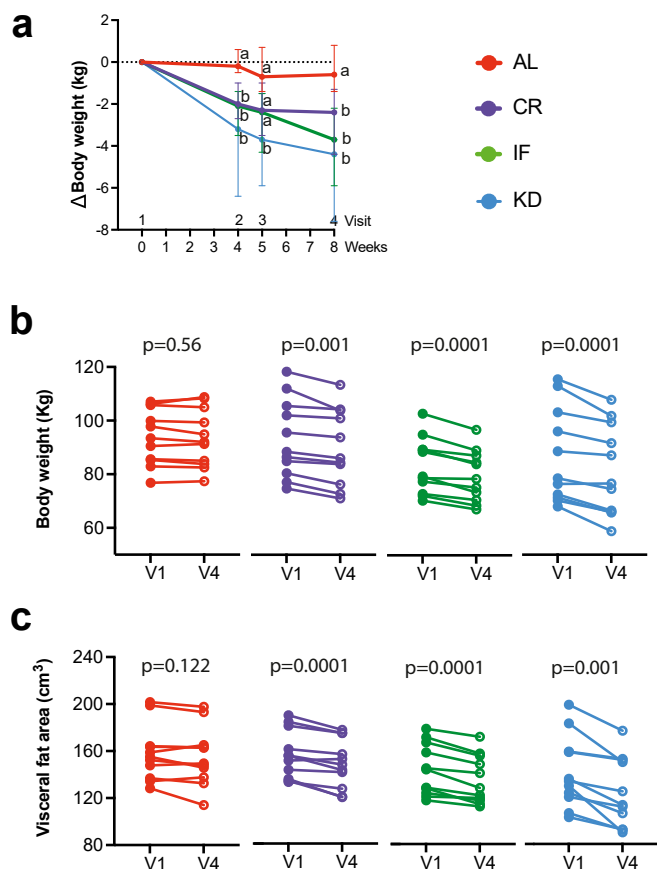 a
Δ Body weight (kg)
2
0
-2
-4
-6
-8
a
a
a
b
a
b
b
a
b
b
b
b
1
2
3
4
Visit
0 1 2 3 4 5 6 7 8 Weeks
AL
CR
IF
KD
b
p=0.56
p=0.001
p=0.0001
p=0.0001
Body weight (Kg)
120
100
80
60
V1 V4
V1 V4
V1 V4
V1 V4
c
p=0.122
p=0.0001
p=0.0001
p=0.001
Visceral fat area (cm³)
240
200
160
120
80
V1 V4
V1 V4
V1 V4
V1 V4